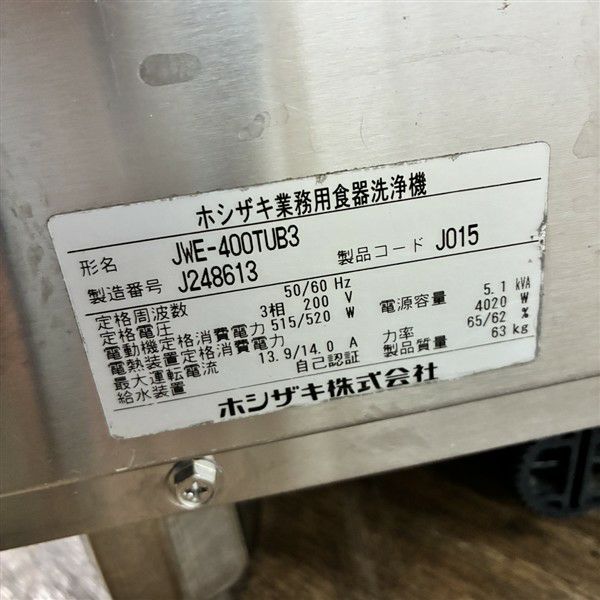 ホシザキ業務用食器洗浄機
形名 JWE-400TUB3
製造番号 J248613 製品コード J015
定格周波数 50/60 Hz
定格電圧 3相 200 V 電源容量 5.1 kVA
電動機定格消費電力 515/520 W 4020 W
電熱装置定格消費電力
最大運転電流 13.9/14.0 A 力率 65/62 %
給水装置 自己認証 製品質量 63 kg
ホシザキ株式会社